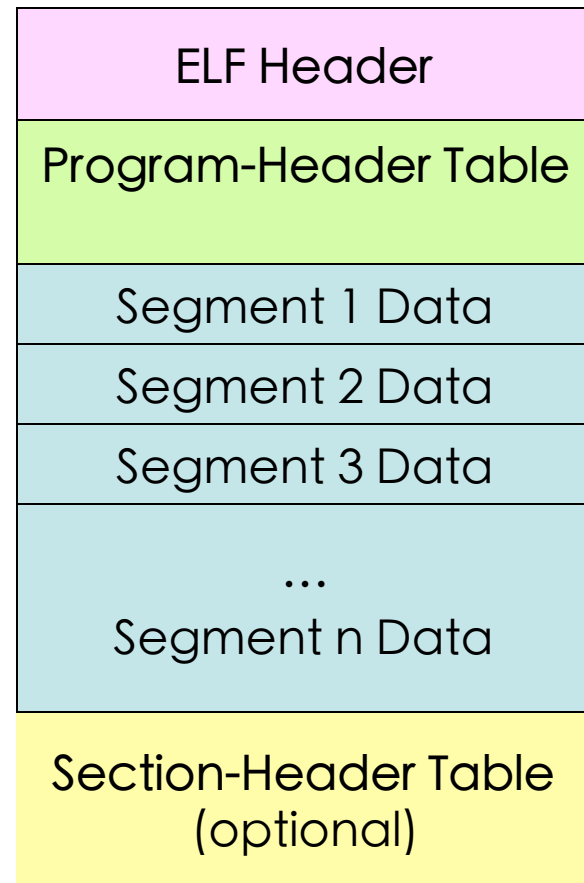 ELF Header
Program-Header Table
Segment 1 Data
Segment 2 Data
Segment 3 Data
...
Segment n Data
Section-Header Table
(optional)